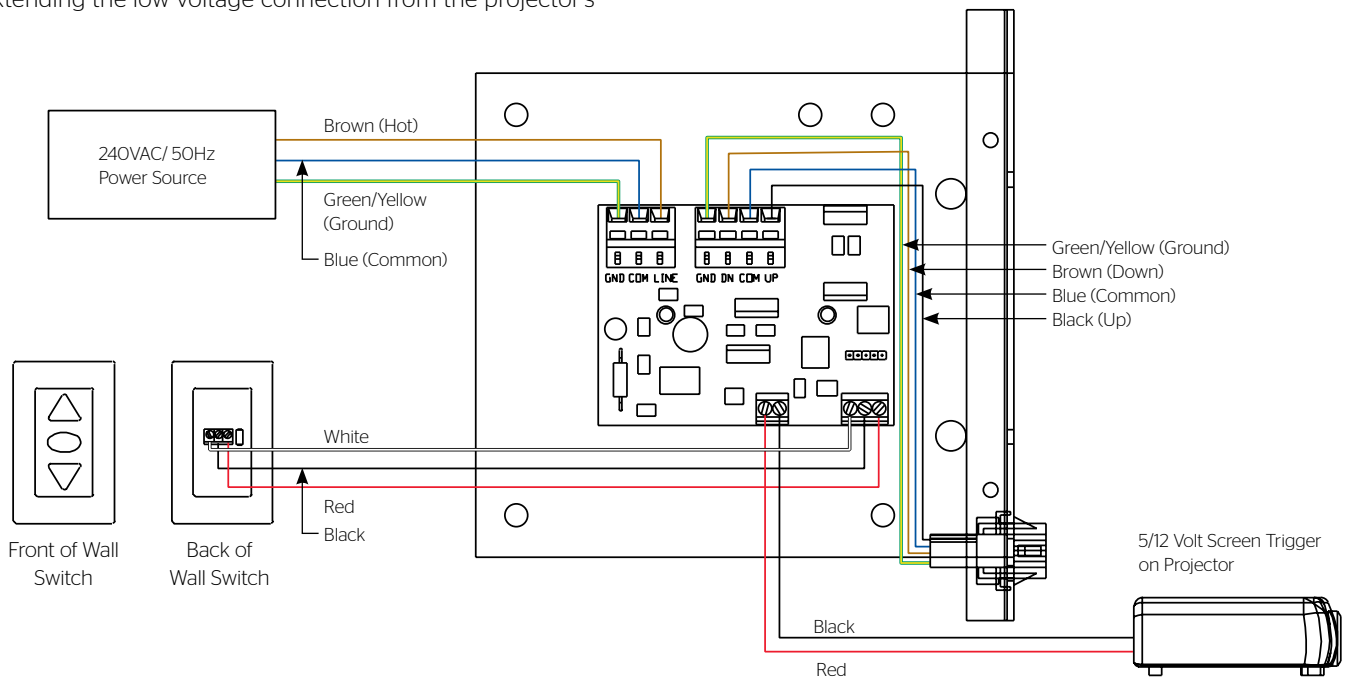 xtending the low voltage connection from the projector's
240VAC/ 50Hz
Power Source
Brown (Hot)
Green/Yellow
(Ground)
Blue (Common)
GND COM LINE
GND DN COM UP
Green/Yellow (Ground)
Brown (Down)
Blue (Common)
Black (Up)
White
Red
Black
Front of Wall
Switch
Back of
Wall Switch
5/12 Volt Screen Trigger
on Projector
Black
Red